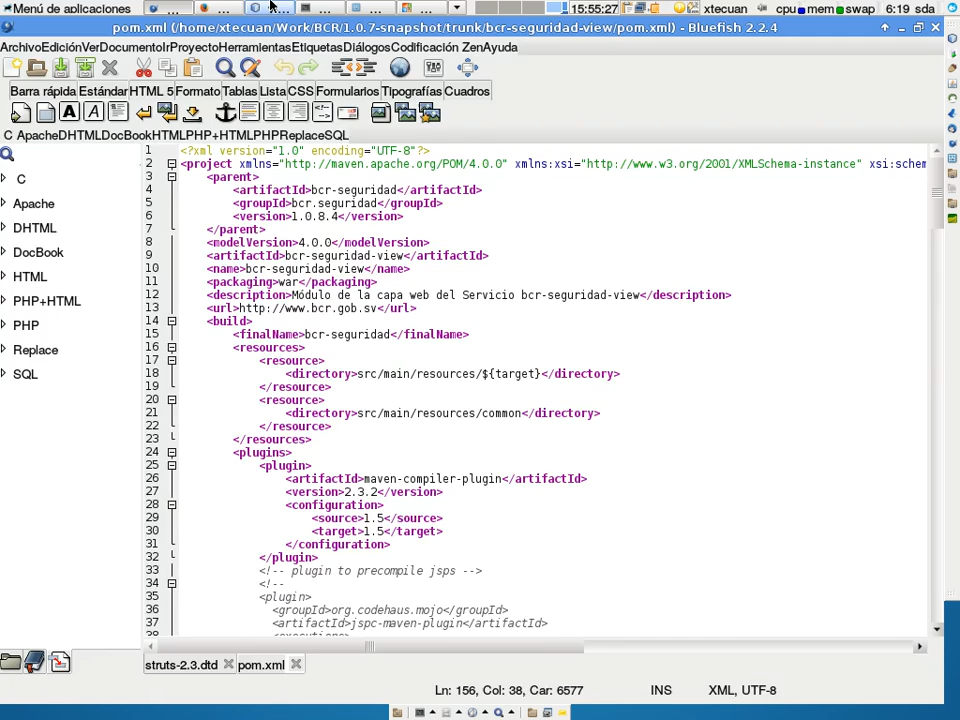 Menú de aplicaciones ... ... ... ... ... ... 15:55:27 xtecuan cpu mem swap 6:19 sda
pom.xml (/home/xtecuan/Work/BCR/1.0.7-snapshot/trunk/bcr-seguridad-view/pom.xml) - Bluefish 2.2.4
Archivo Edición Ver Documento Ir Proyecto Herramientas Etiquetas Diálogos Codificación Zen Ayuda
Barra rápida Estándar HTML 5 Formato Tablas Lista CSS Formularios Tipografías Cuadros
C Apache DHTML DocBook HTML PHP+HTML PHP Replace SQL
C
Apache
DHTML
DocBook
HTML
PHP+HTML
PHP
Replace
SQL
1 <?xml version="1.0" encoding="UTF-8"?>
2 <project xmlns="http://maven.apache.org/POM/4.0.0" xmlns:xsi="http://www.w3.org/2001/XMLSchema-instance" xsi:schem
3 <parent>
4 <artifactId>bcr-seguridad</artifactId>
5 <groupId>bcr.seguridad</groupId>
6 <version>1.0.8.4</version>
7 </parent>
8 <modelVersion>4.0.0</modelVersion>
9 <artifactId>bcr-seguridad-view</artifactId>
10 <name>bcr-seguridad-view</name>
11 <packaging>war</packaging>
12 <description>Módulo de la capa web del Servicio bcr-seguridad-view</description>
13 <url>http://www.bcr.gob.sv</url>
14 <build>
15 <finalName>bcr-seguridad</finalName>
16 <resources>
17 <resource>
18 <directory>src/main/resources/${target}</directory>
19 </resource>
20 <resource>
21 <directory>src/main/resources/common</directory>
22 </resource>
23 </resources>
24 <plugins>
25 <plugin>
26 <artifactId>maven-compiler-plugin</artifactId>
27 <version>2.3.2</version>
28 <configuration>
29 <source>1.5</source>
30 <target>1.5</target>
31 </configuration>
32 </plugin>
33 <!-- plugin to precompile jsps -->
34 <!--
35 <plugin>
36 <groupId>org.codehaus.mojo</groupId>
37 <artifactId>jspc-maven-plugin</artifactId>
38 <executions>
struts-2.3.dtd pom.xml
Ln: 156, Col: 38, Car: 6577 INS XML, UTF-8